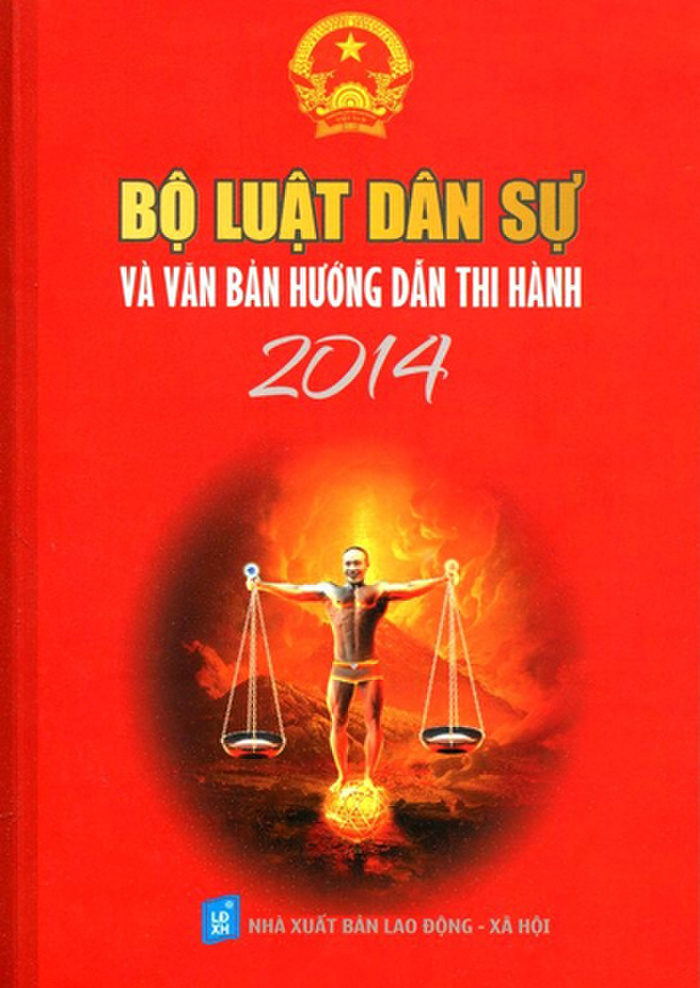 BỘ LUẬT DÂN SỰ
VÀ VĂN BẢN HƯỚNG DẪN THI HÀNH
2014
LĐ
XH
NHÀ XUẤT BẢN LAO ĐỘNG - XÃ HỘI